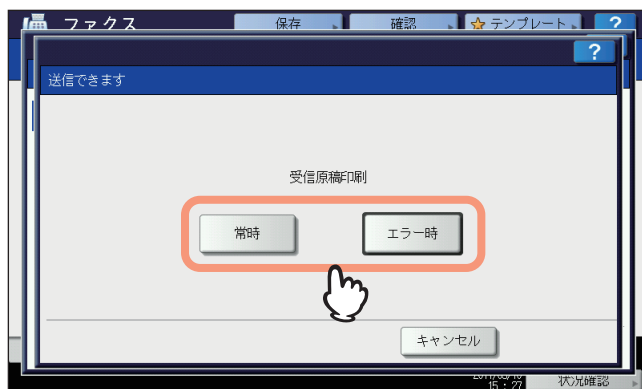 ファクス 保存 確認 テンプレート ?
?
送信できます
受信原稿印刷
常時 エラー時
キャンセル
15:27 状況確認